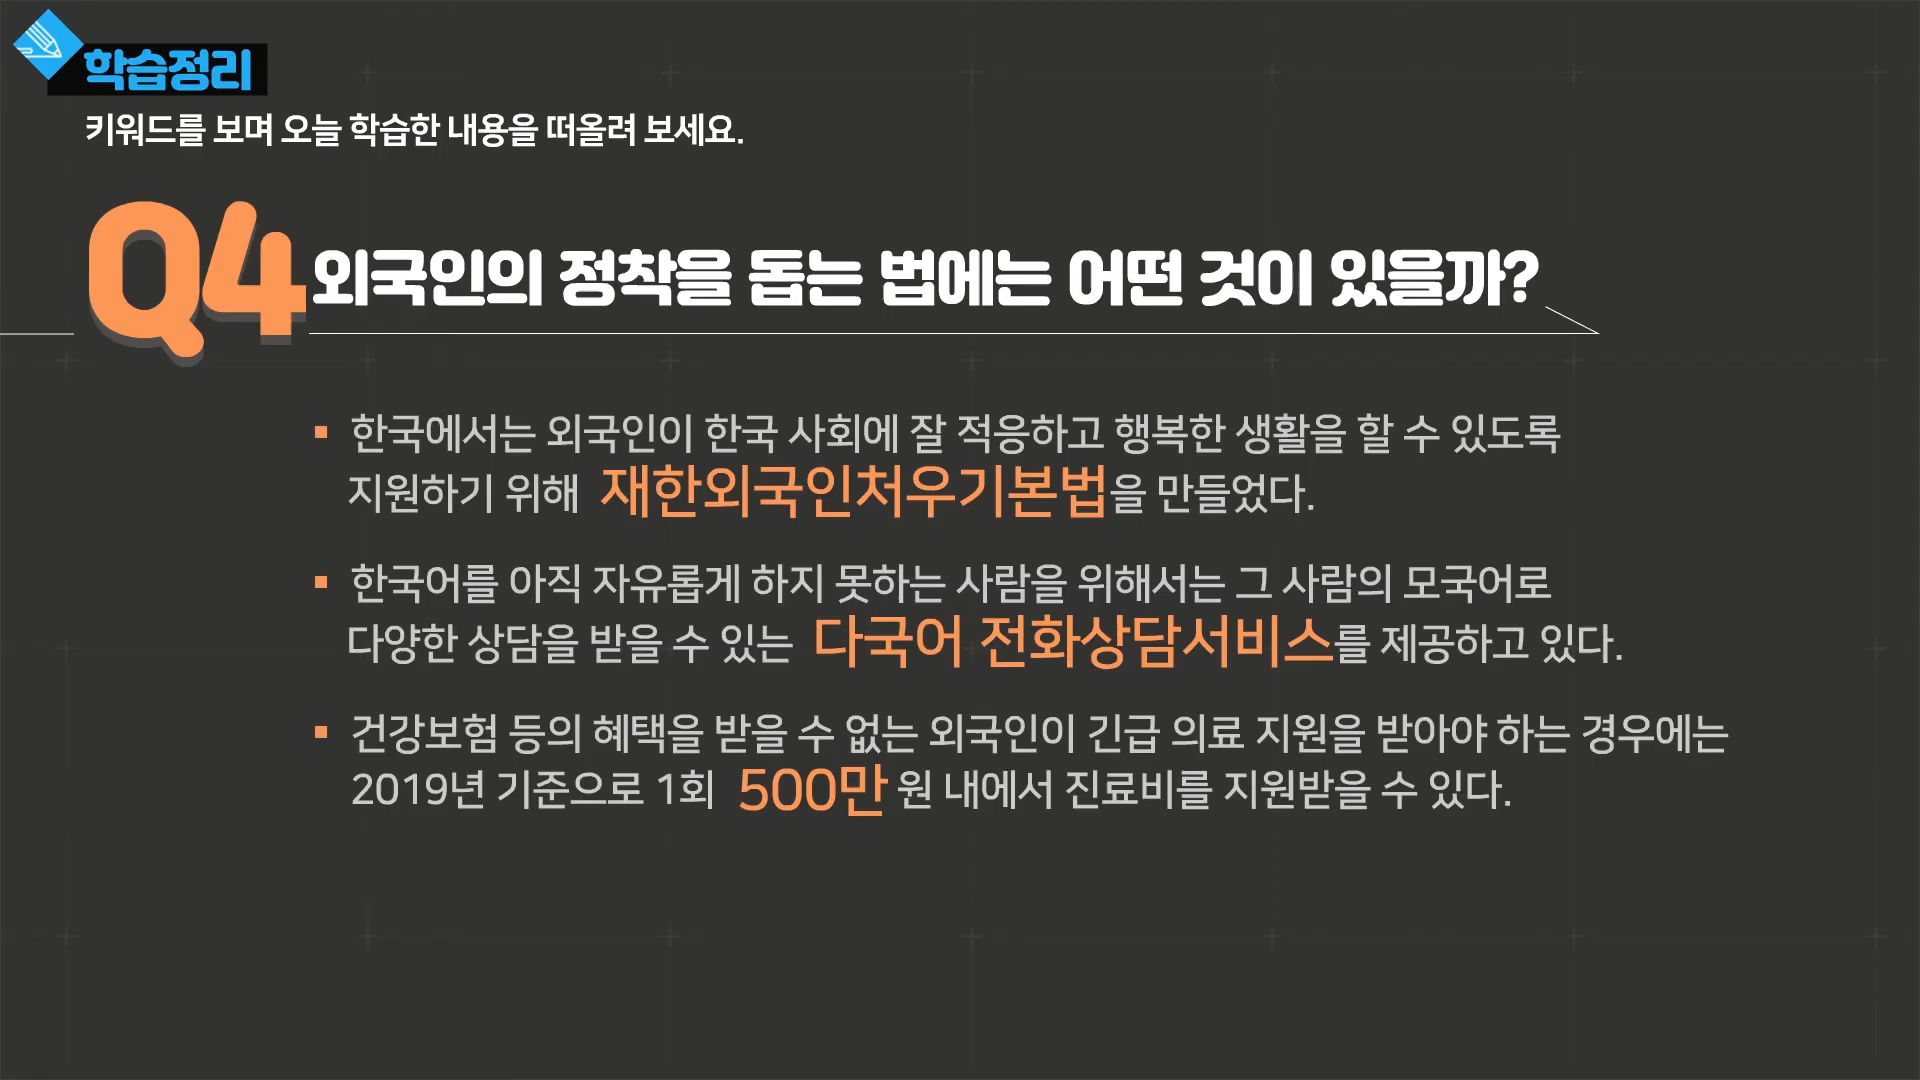 학습정리
키워드를 보며 오늘 학습한 내용을 떠올려 보세요.
Q4 외국인의 정착을 돕는 법에는 어떤 것이 있을까?
▪ 한국에서는 외국인이 한국 사회에 잘 적응하고 행복한 생활을 할 수 있도록
지원하기 위해 재한외국인처우기본법을 만들었다.
▪ 한국어를 아직 자유롭게 하지 못하는 사람을 위해서는 그 사람의 모국어로
다양한 상담을 받을 수 있는 다국어 전화상담서비스를 제공하고 있다.
▪ 건강보험 등의 혜택을 받을 수 없는 외국인이 긴급 의료 지원을 받아야 하는 경우에는
2019년 기준으로 1회 500만 원 내에서 진료비를 지원받을 수 있다.